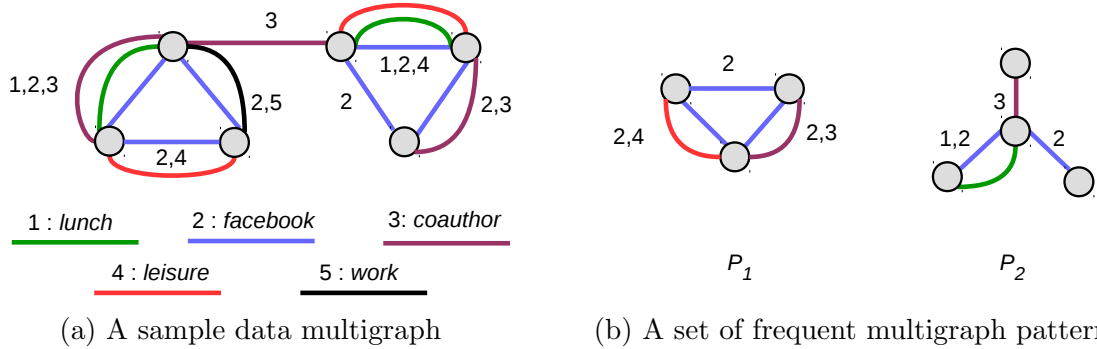 3
1,2,3
1,2,4
2
2,3
2,5
2,4
1 : lunch
2 : facebook
3: coauthor
4 : leisure
5 : work
(a) A sample data multigraph
2
2,4
2,3
P1
3
1,2
2
P2
(b) A set of frequent multigraph pattern